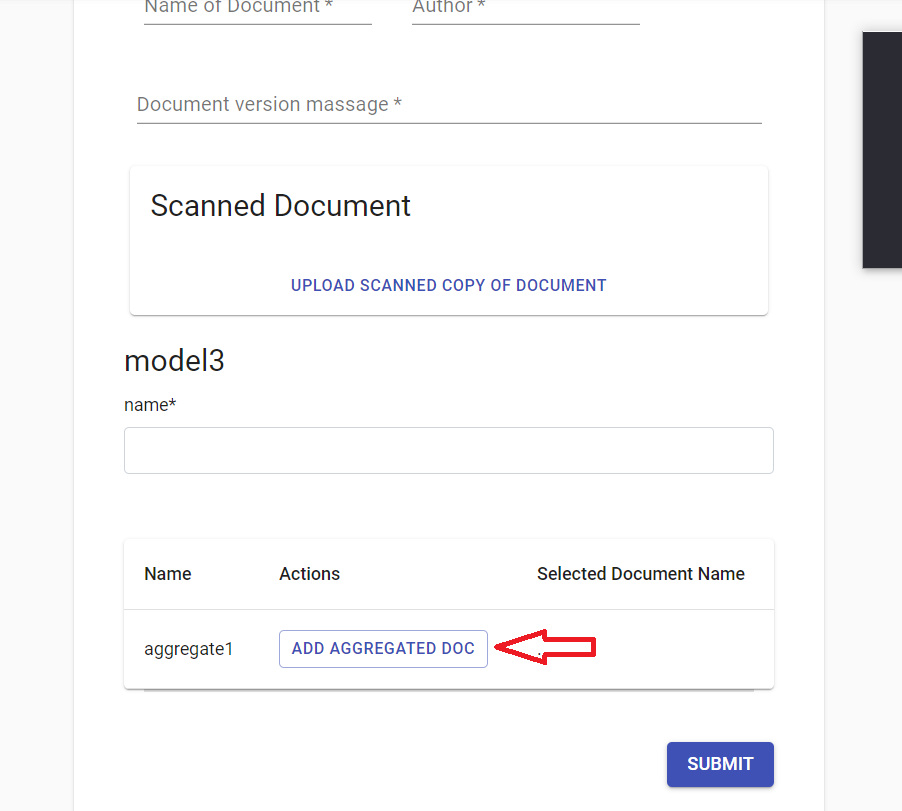 Name of Document * Author *
Document version massage *
Scanned Document
UPLOAD SCANNED COPY OF DOCUMENT
model3
name*
Name Actions Selected Document Name
aggregate1 ADD AGGREGATED DOC
SUBMIT